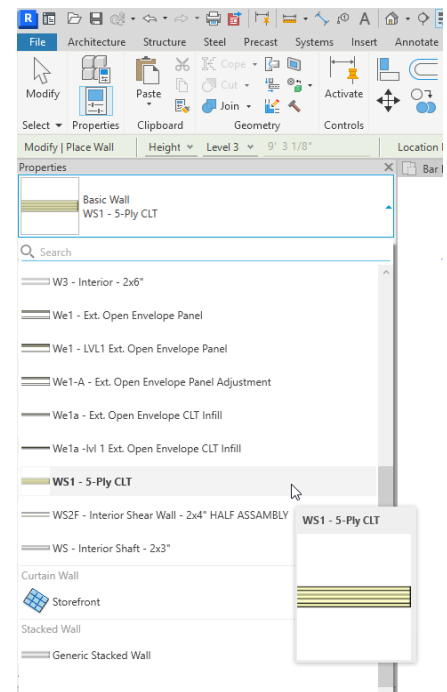 R
A
File Architecture Structure Steel Precast Systems Insert Annotate
Modify Paste Cope Cut Join Activate
Select Properties Clipboard Geometry Controls
Modify | Place Wall Height Level 3 9' 3 1/8" Location
Properties
Bar
Basic Wall
WS1 - 5-Ply CLT
Search
W3 - Interior - 2x6"
We1 - Ext. Open Envelope Panel
We1 - LVL1 Ext. Open Envelope Panel
We1-A - Ext. Open Envelope Panel Adjustment
We1a - Ext. Open Envelope CLT Infill
We1a -lvl 1 Ext. Open Envelope CLT Infill
WS1 - 5-Ply CLT
WS2F - Interior Shear Wall - 2x4" HALF ASSAMBLY
WS1 - 5-Ply CLT
WS - Interior Shaft - 2x3"
Curtain Wall
Storefront
Stacked Wall
Generic Stacked Wall